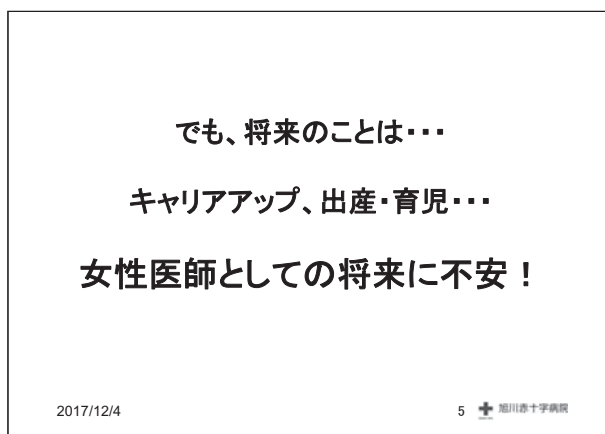 でも、将来のことは・・・
キャリアアップ、出産・育児・・・
女性医師としての将来に不安！
2017/12/4
5
旭川赤十字病院